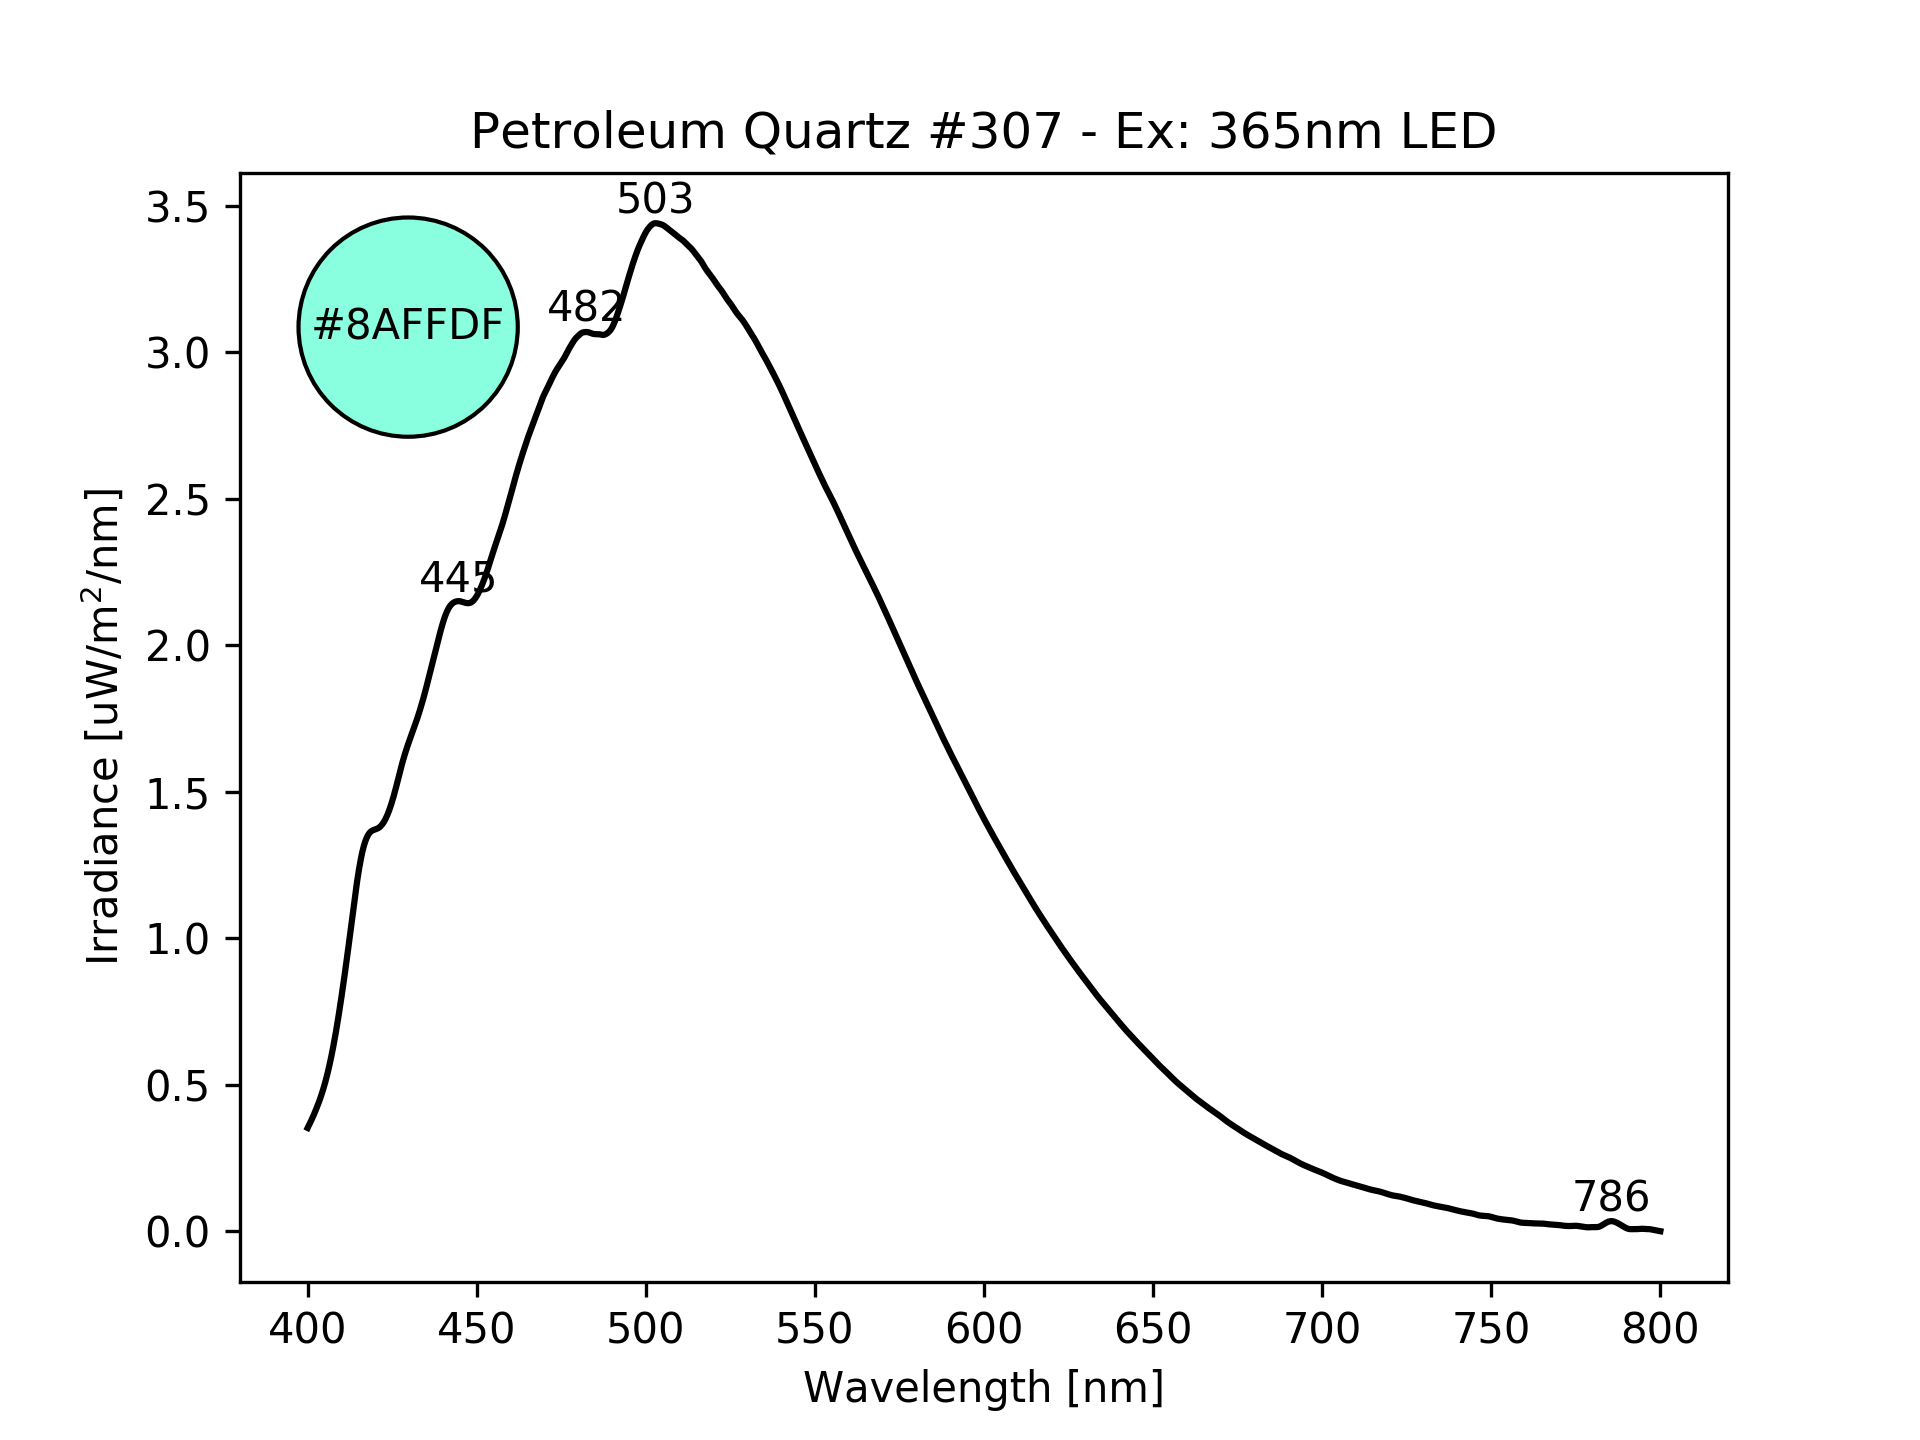 Petroleum Quartz #307 - Ex: 365nm LED
3.5
3.0
2.5
2.0
1.5
1.0
0.5
0.0
Irradiance [uW/m²/nm]
#8AFFDF
445
482
503
786
400 450 500 550 600 650 700 750 800
Wavelength [nm]